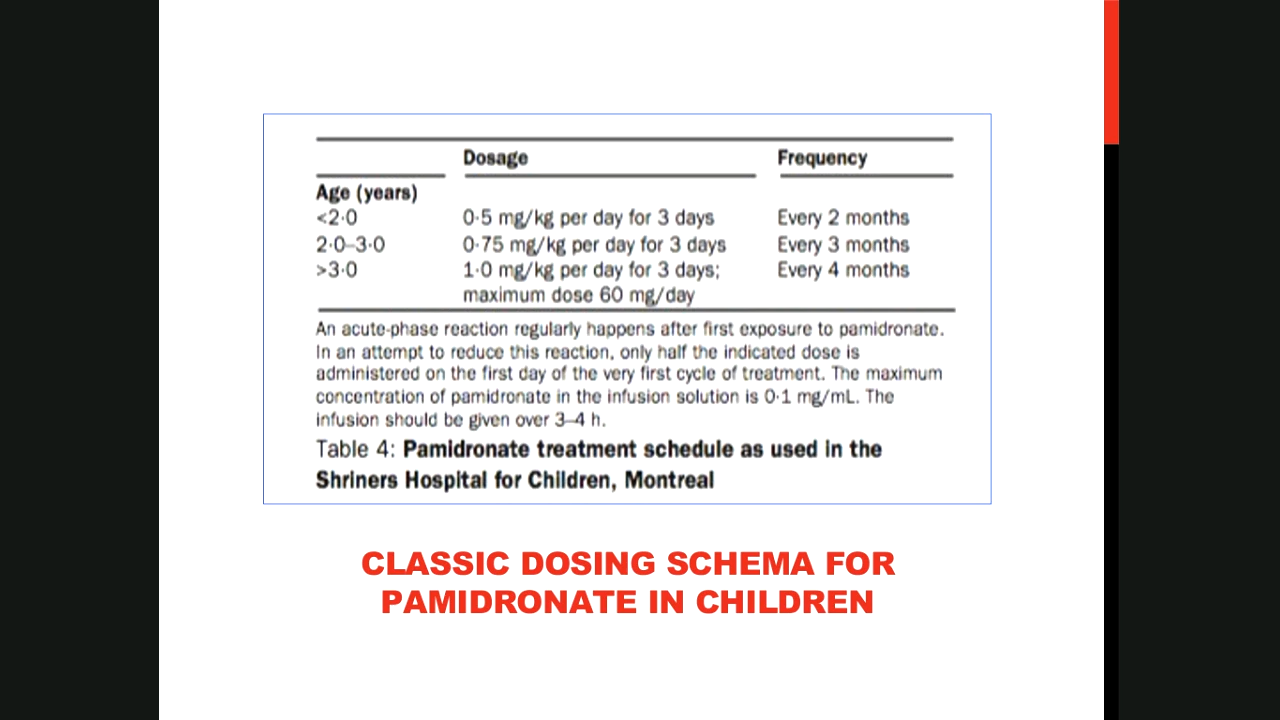 Dosage Frequency
Age (years)
<2·0 0·5 mg/kg per day for 3 days Every 2 months
2·0–3·0 0·75 mg/kg per day for 3 days Every 3 months
>3·0 1·0 mg/kg per day for 3 days; Every 4 months
maximum dose 60 mg/day
An acute-phase reaction regularly happens after first exposure to pamidronate.
In an attempt to reduce this reaction, only half the indicated dose is
administered on the first day of the very first cycle of treatment. The maximum
concentration of pamidronate in the infusion solution is 0·1 mg/mL. The
infusion should be given over 3–4 h.
Table 4: Pamidronate treatment schedule as used in the
Shriners Hospital for Children, Montreal
CLASSIC DOSING SCHEMA FOR
PAMIDRONATE IN CHILDREN